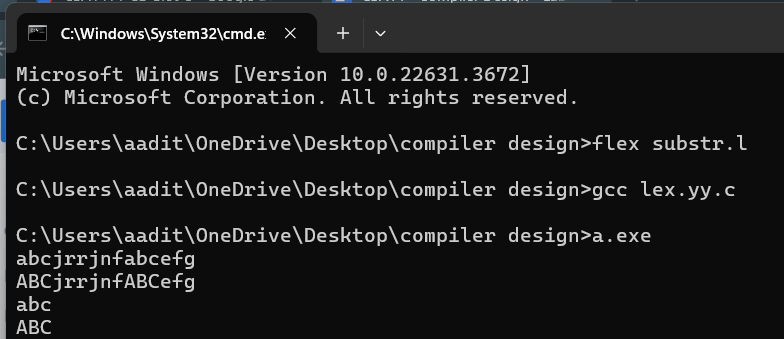 C:\Windows\System32\cmd.e
Microsoft Windows [Version 10.0.22631.3672]
(c) Microsoft Corporation. All rights reserved.
C:\Users\aadit\OneDrive\Desktop\compiler design>flex substr.l
C:\Users\aadit\OneDrive\Desktop\compiler design>gcc lex.yy.c
C:\Users\aadit\OneDrive\Desktop\compiler design>a.exe
abcjrrjnfabcefg
ABCjrrjnfABCefg
abc
ABC